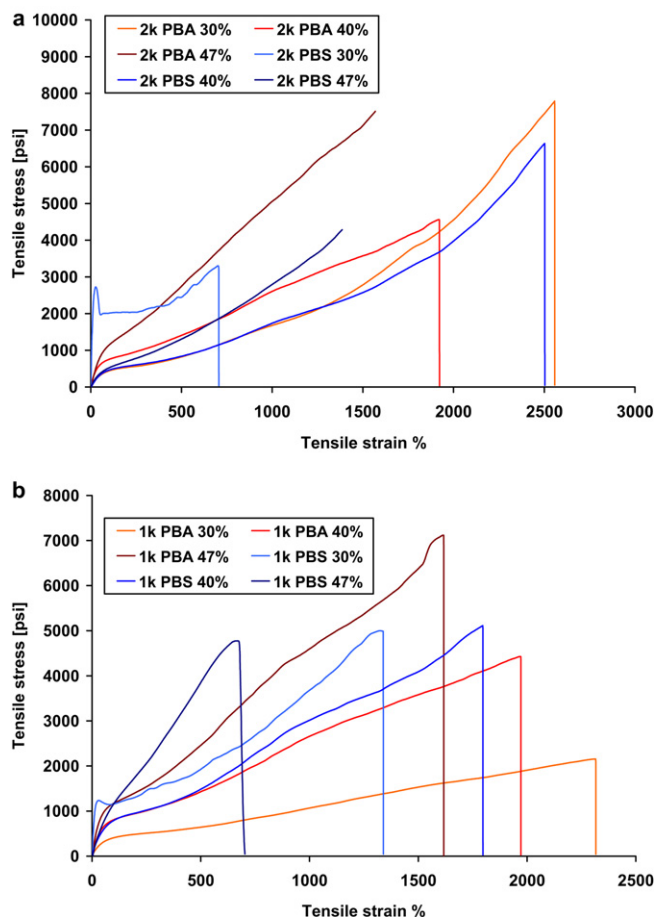 a
10000
2k PBA 30% 2k PBA 40%
9000
2k PBA 47% 2k PBS 30%
8000
2k PBS 40% 2k PBS 47%
7000
6000
5000
4000
3000
2000
1000
0
Tensile stress [psi]
0 500 1000 1500 2000 2500 3000
Tensile strain %
b
8000
1k PBA 30% 1k PBA 40%
7000
1k PBA 47% 1k PBS 30%
1k PBS 40% 1k PBS 47%
6000
5000
4000
3000
2000
1000
0
Tensile stress [psi]
0 500 1000 1500 2000 2500
Tensile strain %